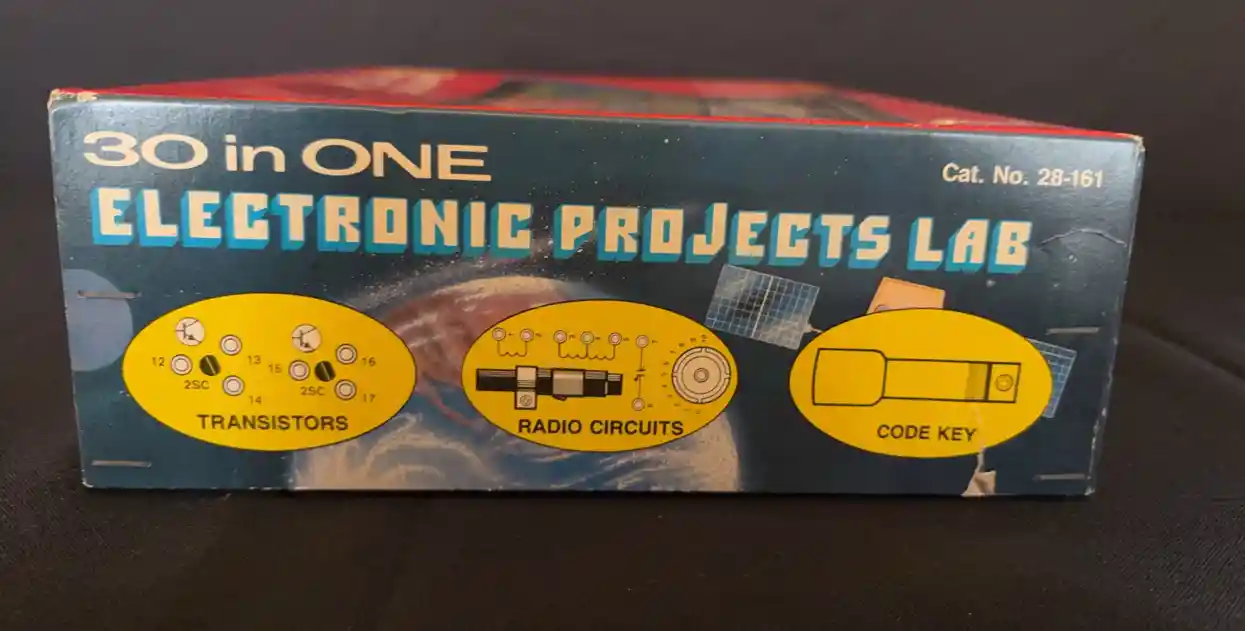 30 in ONE
Cat. No. 28-161
ELECTRONIC PROJECTS LAB
12
13
2SC
14
15
16
2SC
17
TRANSISTORS
RADIO CIRCUITS
CODE KEY